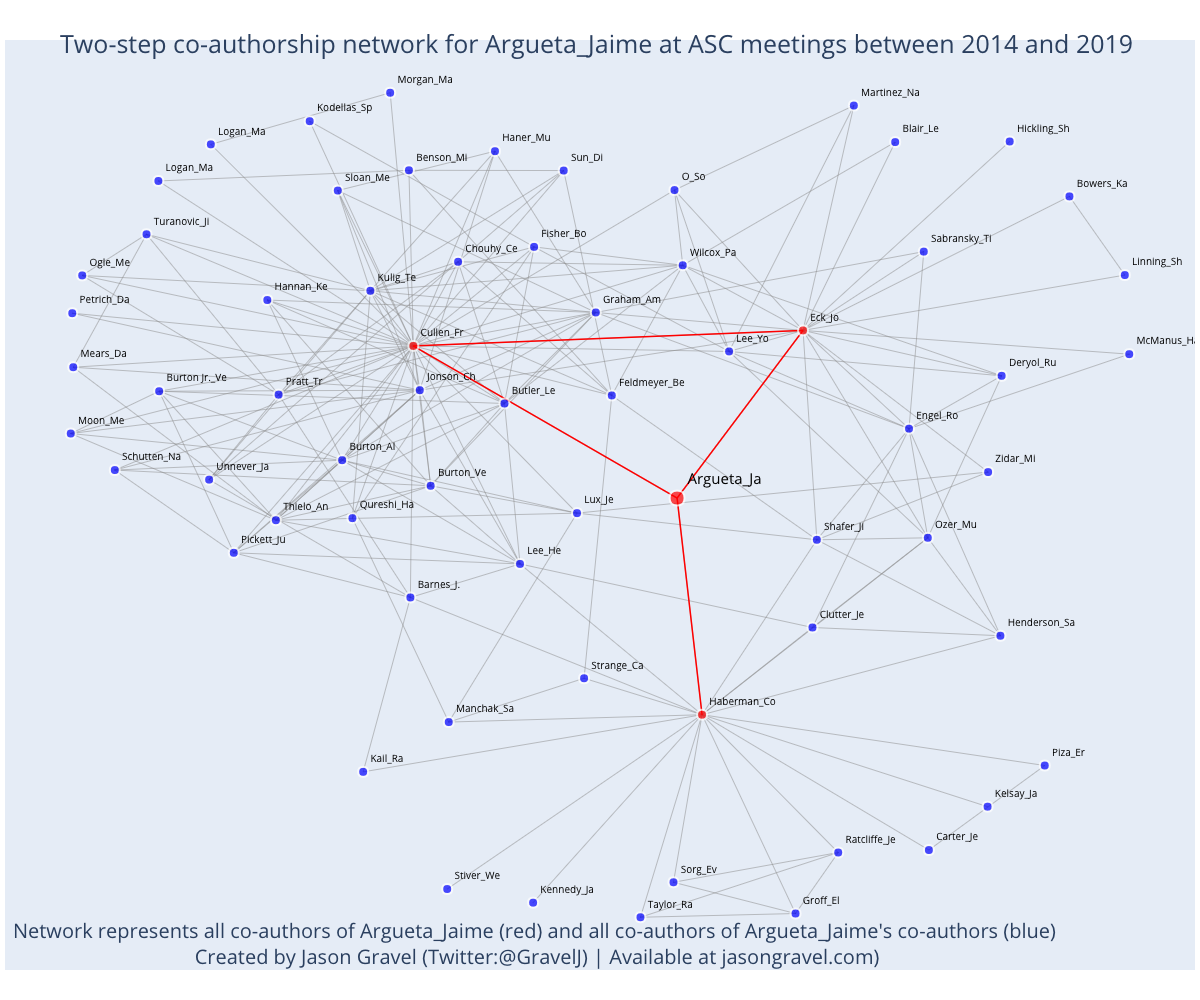 Two-step co-authorship network for Argueta_Jaime at ASC meetings between 2014 and 2019
Morgan_Ma
Martinez_Na
Kodellas_Sp
Logan_Ma
Blair_Le
Hickling_Sh
Haner_Mu
Benson_Mi
Sun_Di
Logan_Ma
Sloan_Me
O_So
Bowers_Ka
Turanovic_Ji
Fisher_Bo
Chouhy_Ce
Wilcox_Pa
Sabransky_Ti
Ogle_Me
Linning_Sh
Kulig_Te
Hannan_Ke
Petrich_Da
Graham_Am
Eck_Jo
Cullen_Fr
Lee_Yo
McManus_Ha
Mears_Da
Deryol_Ru
Burton Jr._Ve
Pratt_Tr
Jonson_Ch
Butler_Le
Feldmeyer_Be
Moon_Me
Engel_Ro
Burton_Al
Schutten_Na
Unnever_Ja
Burton_Ve
Zidar_Mi
Argueta_Ja
Thielo_An
Qureshi_Ha
Lux_Je
Shafer_Ji
Ozer_Mu
Pickett_Ju
Lee_He
Barnes_J.
Clutter_Je
Henderson_Sa
Strange_Ca
Manchak_Sa
Haberman_Co
Kail_Ra
Piza_Er
Kelsay_Ja
Ratcliffe_Je
Carter_Je
Stiver_We
Sorg_Ev
Kennedy_Ja
Taylor_Ra
Groff_El
Network represents all co-authors of Argueta_Jaime (red) and all co-authors of Argueta_Jaime's co-authors (blue)
Created by Jason Gravel (Twitter:@GravelJ) | Available at jasongravel.com)